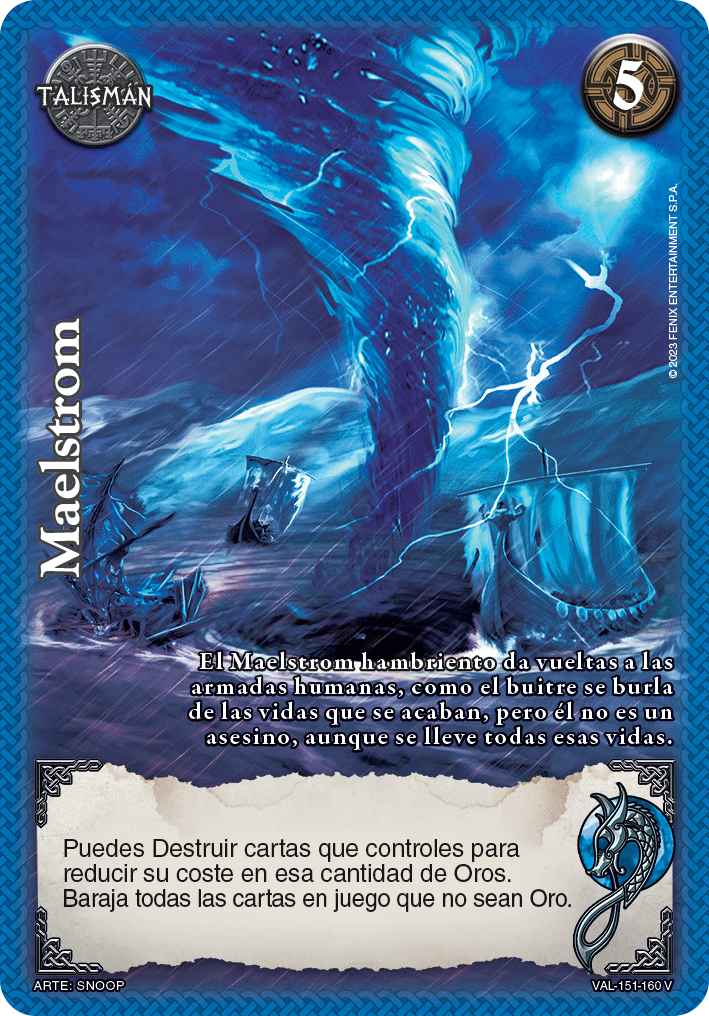 TALISMÁN
5
© 2023 FENIX ENTERTAINMENT S.P.A.
Maelstrom
El Maelstrom hambriento da vueltas a las
armadas humanas, como el buitre se burla
de las vidas que se acaban, pero él no es un
asesino, aunque se lleve todas esas vidas.
Puedes Destruir cartas que controles para
reducir su coste en esa cantidad de Oros.
Baraja todas las cartas en juego que no sean Oro.
ARTE: SNOOP
VAL-151-160 V